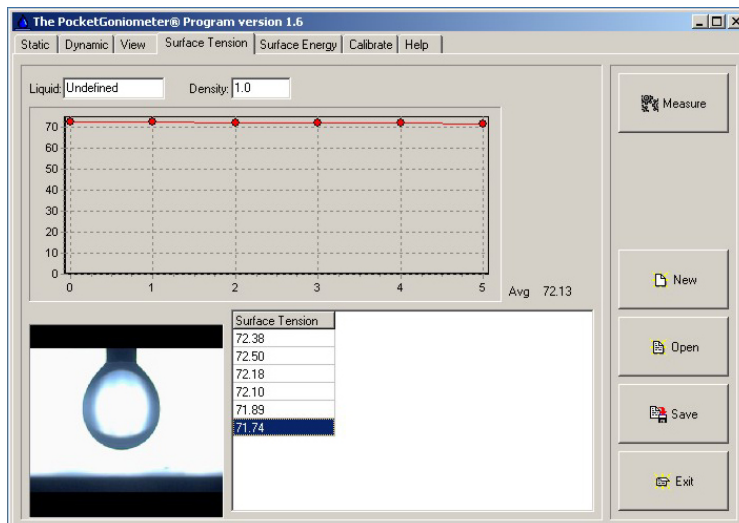 The PocketGoniometer® Program version 1.6
Static Dynamic View Surface Tension Surface Energy Calibrate Help
Liquid: Undefined Density: 1.0
Measure
70
60
50
40
30
20
10
0
0 1 2 3 4 5
Avg 72.13
New
Surface Tension
72.38
72.50
72.18
72.10
71.89
71.74
Open
Save
Exit